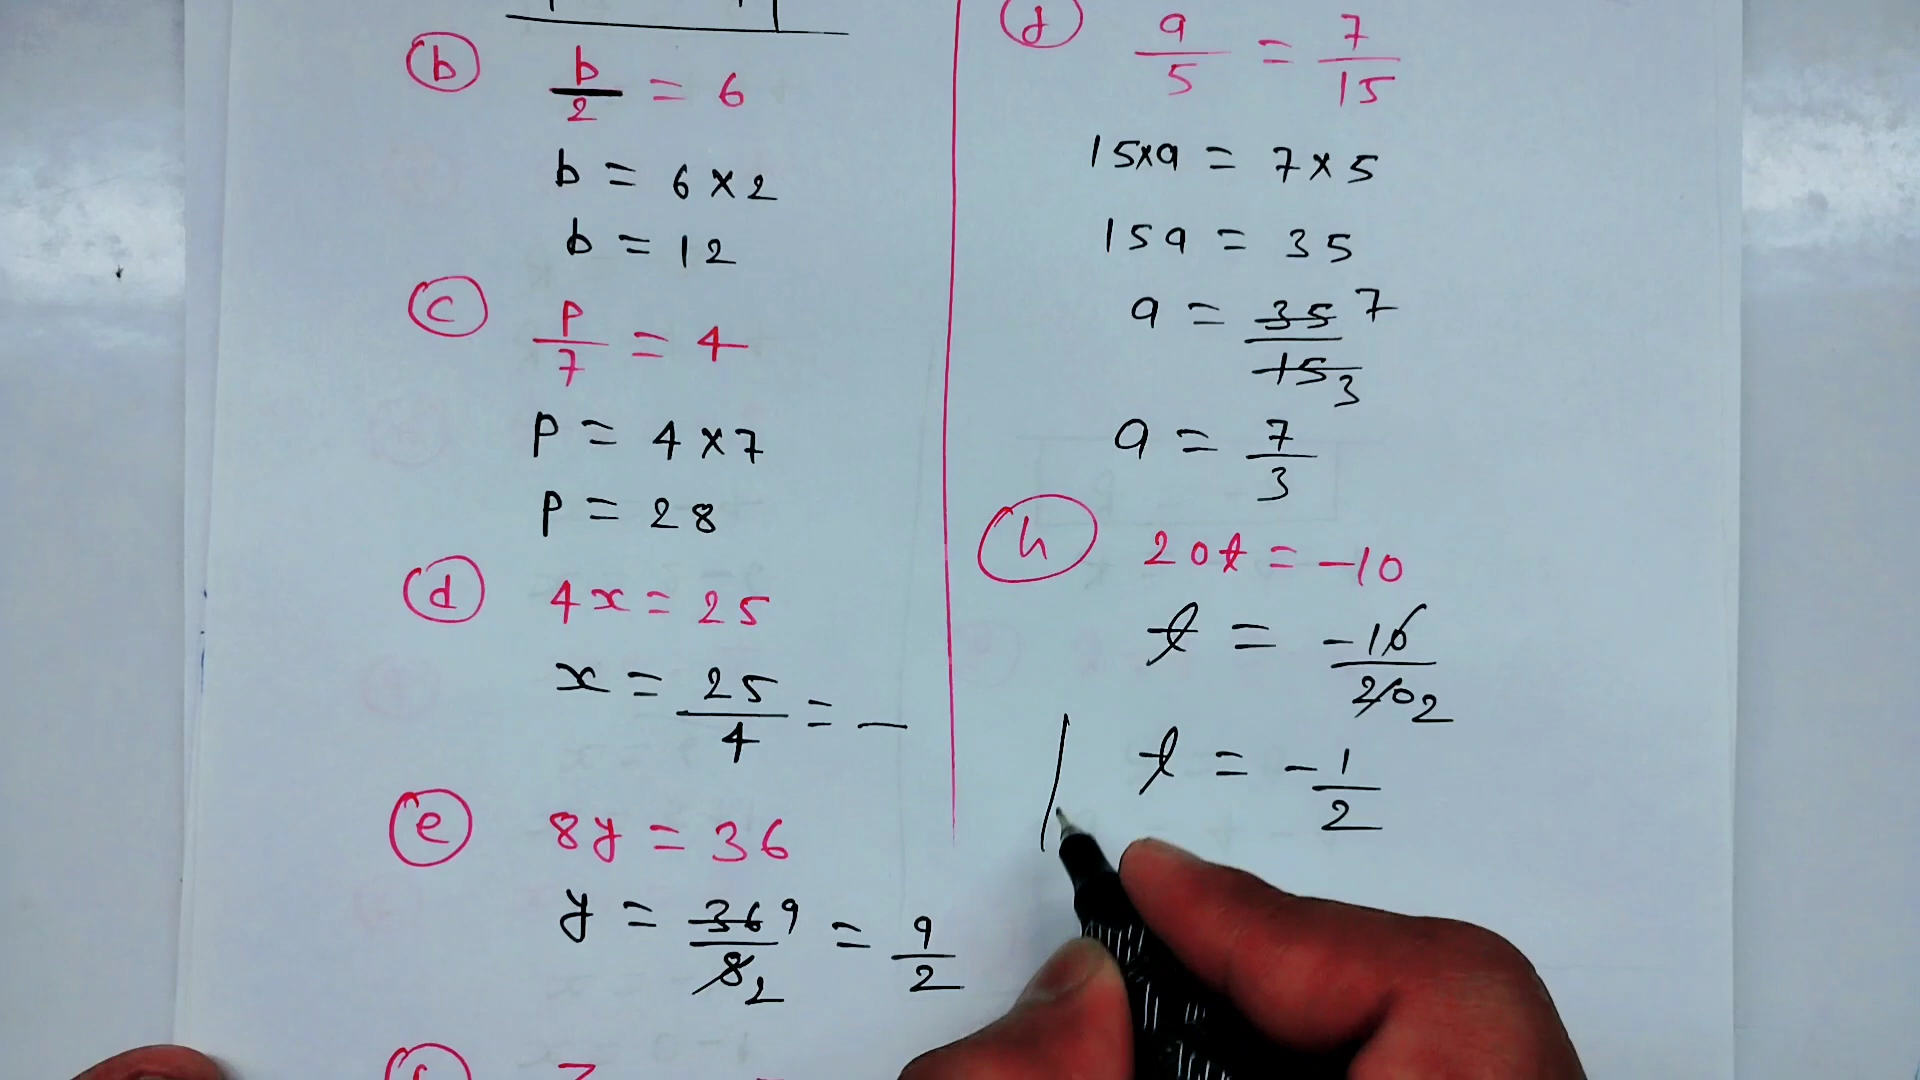 (b) b/2 = 6
b = 6 × 2
b = 12
(c) p/7 = 4
p = 4 × 7
p = 28
(d) 4x = 25
x = 25/4 = —
(e) 8y = 36
y = 36 9/8 2 = 9/2
a/5 = 7/15
15×a = 7×5
15a = 35
a = 35 7/15 3
a = 7/3
(h) 20t = -10
t = -10/20 2
t = -1/2